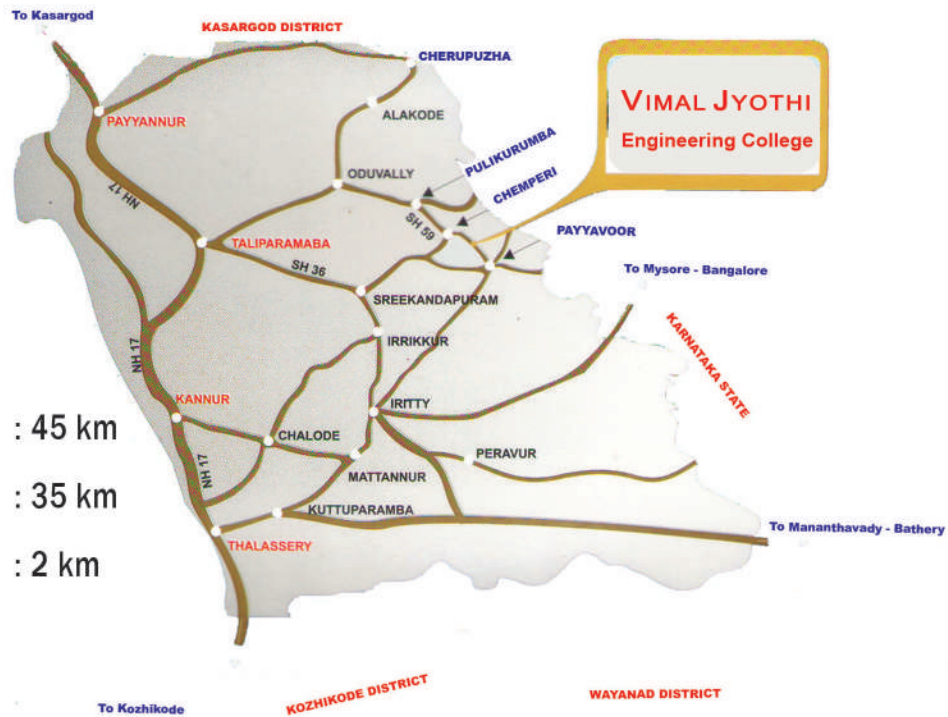 To Kasargod
KASARGOD DISTRICT
CHERUPUZHA
VIMAL JYOTHI
Engineering College
PAYYANNUR
ALAKODE
PULIKURUMBA
ODUVALLY
CHEMPERI
NH 17
SH 59
TALIPARAMABA
PAYYAVOOR
SH 36
To Mysore - Bangalore
SREEKANDAPURAM
IRRIKKUR
KARNATAKA STATE
NH 17
KANNUR
IRITTY
: 45 km
CHALODE
PERAVUR
NH 17
MATTANNUR
: 35 km
KUTTUPARAMBA
To Mananthavady - Bathery
THALASSERY
: 2 km
KOZHIKODE DISTRICT
WAYANAD DISTRICT
To Kozhikode